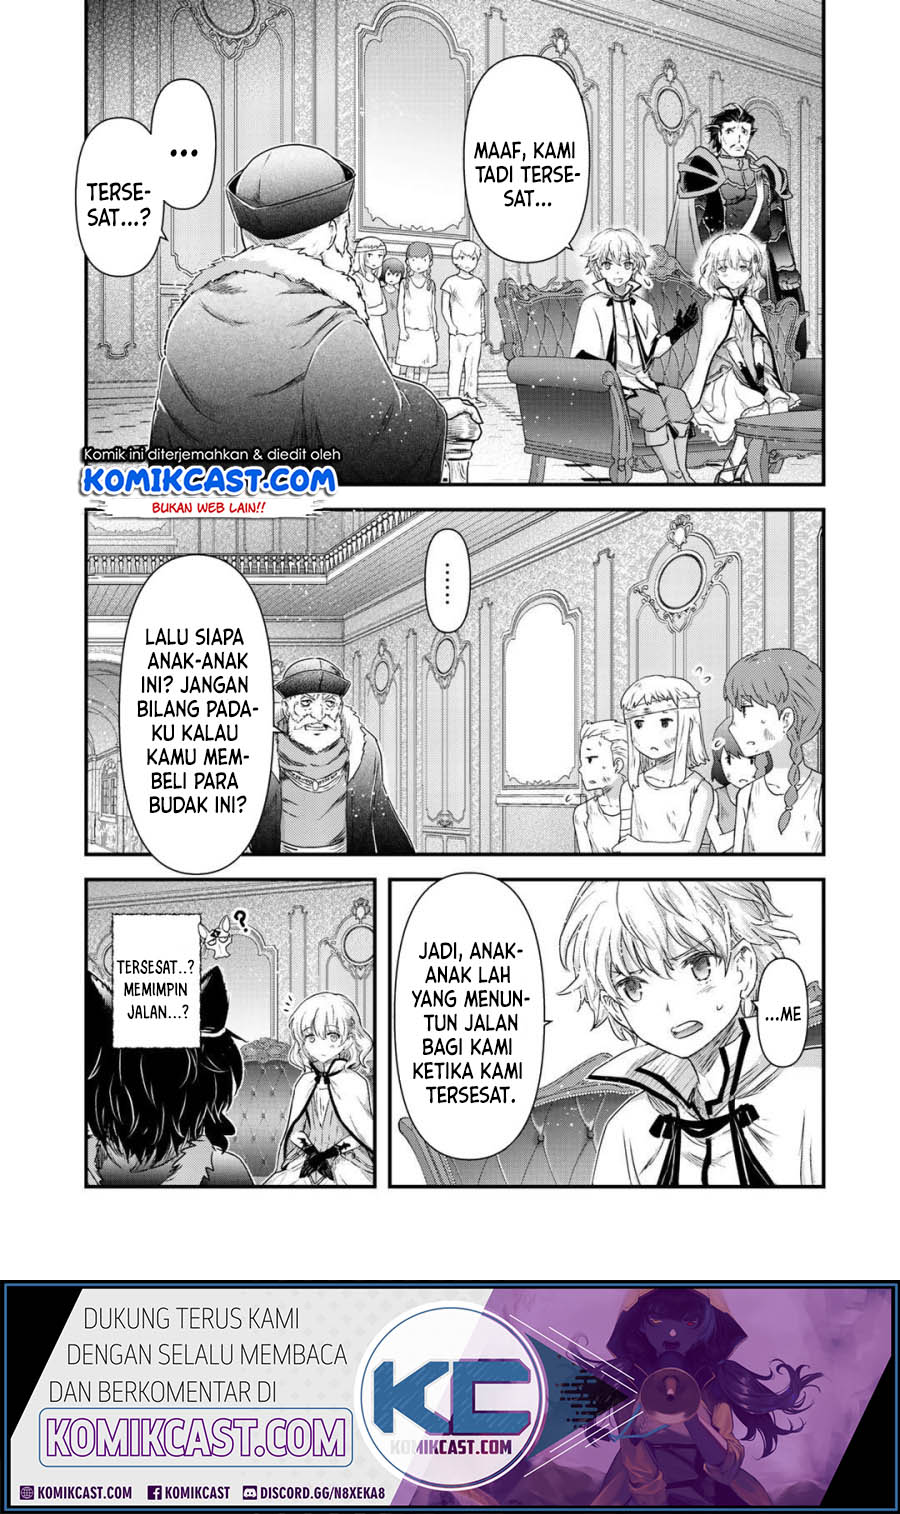 MAAF, KAMI
TADI TERSE-
SAT...
...
TERSE-
SAT...?
Komik ini diterjemahkan & diedit oleh
KOMIKCAST.COM
BUKAN WEB LAIN!!
.......
LALU SIAPA
ANAK-ANAK
INI? JANGAN
BILANG PADA-
KU KALAU
KAMU MEM-
BELI PARA
BUDAK INI?
...ME
JADI, ANAK-
ANAK LAH
YANG MENUN-
TUN JALAN
BAGI KAMI
KETIKA KAMI
TERSESAT.
?
TERSESAT..?
MEMIMPIN
JALAN...?
DUKUNG TERUS KAMI
DENGAN SELALU MEMBACA
DAN BERKOMENTAR DI
KOMIKCAST.COM
KC
KOMIKCAST.COM
KOMIKCAST.COM KOMIKCAST DISCORD.GG/N8XEKA8